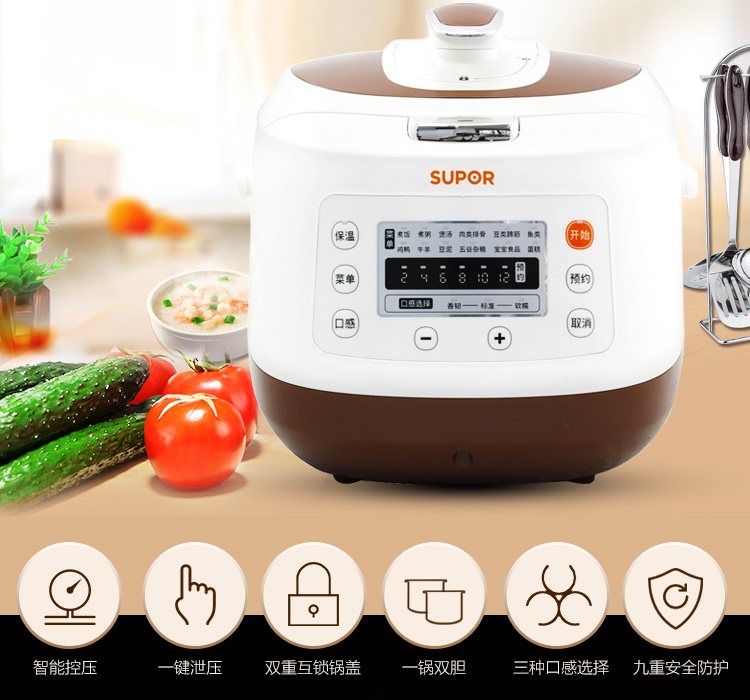 SUPOR
保温
菜单
口感
菜单
煮饭 煮粥 煲汤 肉类排骨 豆类蹄筋 鱼类
鸡鸭 牛羊 豆泥 五谷杂粮 宝宝食品 蛋糕
2 4 6 8 10 12
预约
口感选择 香韧 标准 软糯
开始
预约
取消
智能控压 一键泄压 双重互锁锅盖 一锅双胆 三种口感选择 九重安全防护